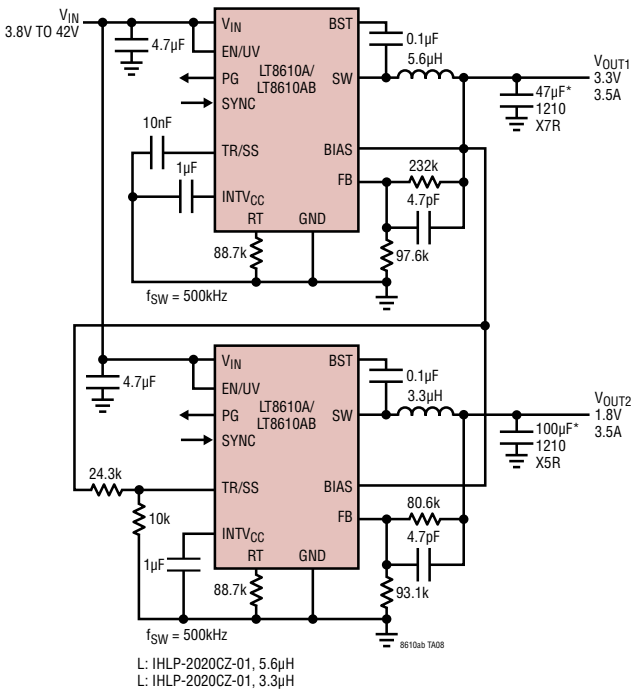 VIN
3.8V TO 42V
4.7µF
VIN
EN/UV
PG
SYNC
TR/SS
INTVCC
RT
GND
BST
SW
BIAS
FB
LT8610A/
LT8610AB
0.1µF
5.6µH
VOUT1
3.3V
3.5A
47µF*
1210
X7R
10nF
1µF
232k
4.7pF
97.6k
88.7k
fSW = 500kHz
4.7µF
VIN
EN/UV
PG
SYNC
TR/SS
INTVCC
RT
GND
BST
SW
BIAS
FB
LT8610A/
LT8610AB
0.1µF
3.3µH
VOUT2
1.8V
3.5A
100µF*
1210
X5R
24.3k
10k
1µF
80.6k
4.7pF
93.1k
88.7k
fSW = 500kHz
8610ab TA08
L: IHLP-2020CZ-01, 5.6µH
L: IHLP-2020CZ-01, 3.3µH